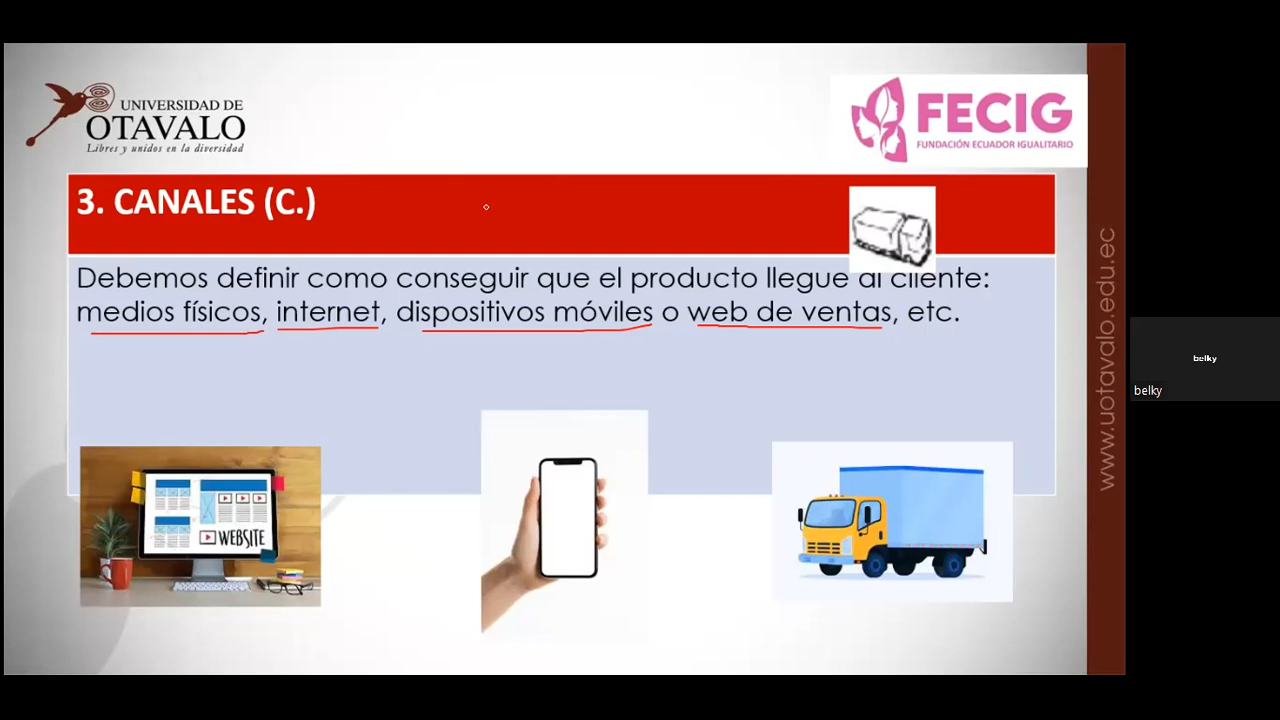 UNIVERSIDAD DE
OTAVALO
Libres y unidos en la diversidad
FECIG
FUNDACIÓN ECUADOR IGUALITARIO
3. CANALES (C.)
Debemos definir como conseguir que el producto llegue al cliente:
medios físicos, internet, dispositivos móviles o web de ventas, etc.
WEBSITE
www.uotavalo.edu.ec
belky
belky